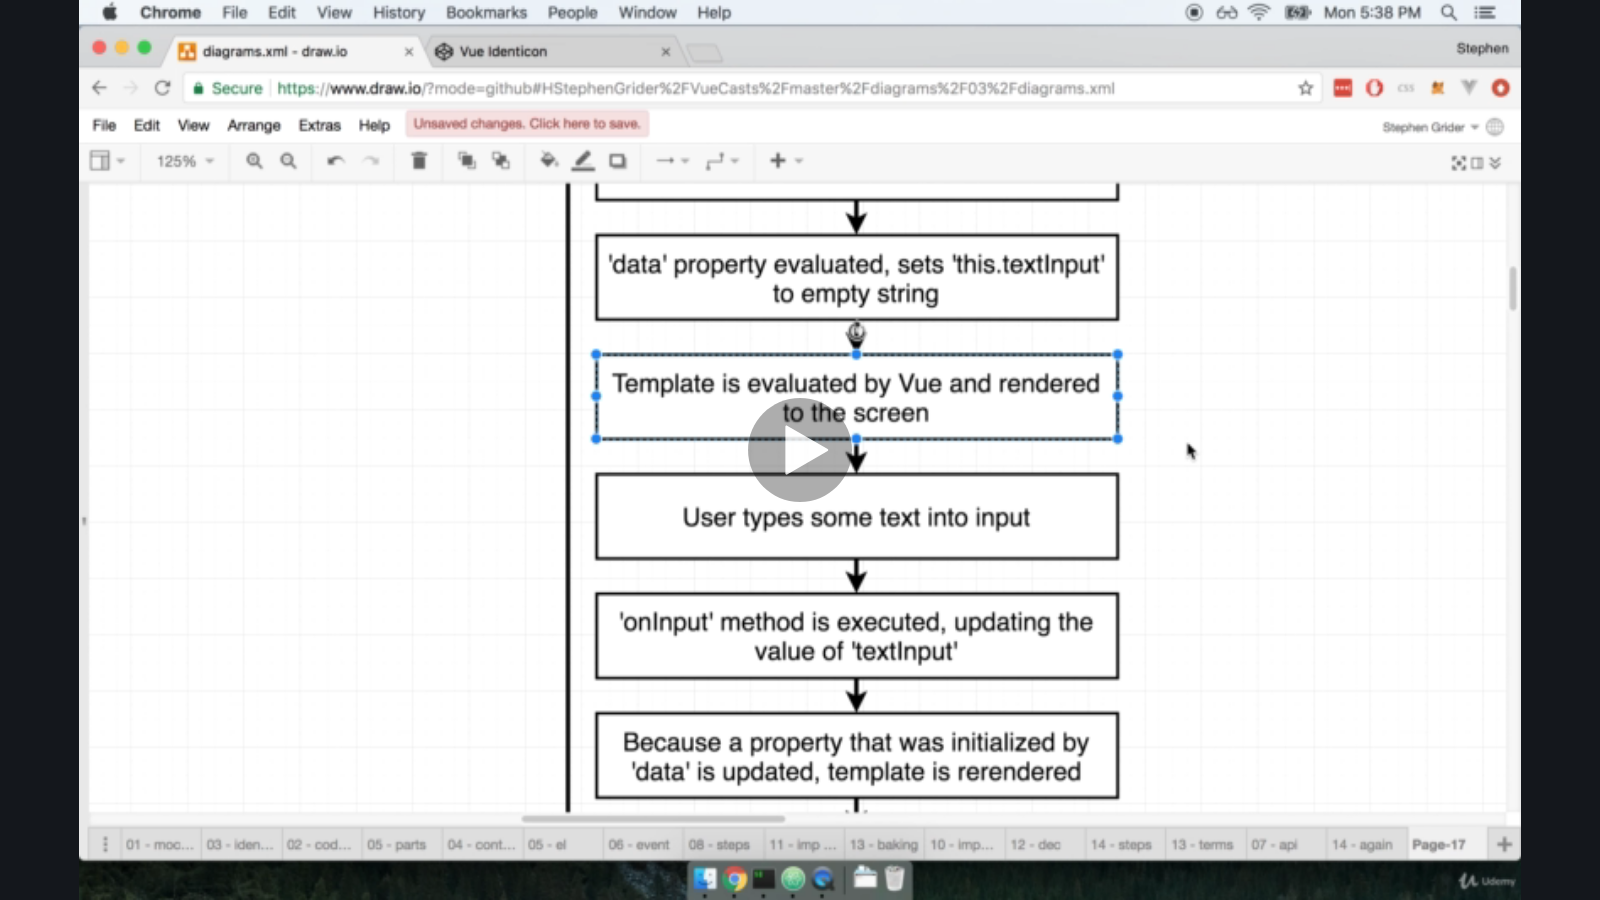 Chrome File Edit View History Bookmarks People Window Help Mon 5:38 PM
diagrams.xml - draw.io Vue Identicon Stephen
Secure https://www.draw.io/?mode=github#HStephenGrider%2FVueCasts%2Fmaster%2Fdiagrams%2F03%2Fdiagrams.xml css
File Edit View Arrange Extras Help Unsaved changes. Click here to save. Stephen Grider
125%
'data' property evaluated, sets 'this.textInput'
to empty string
Template is evaluated by Vue and rendered
to the screen
User types some text into input
'onInput' method is executed, updating the
value of 'textInput'
Because a property that was initialized by
'data' is updated, template is rerendered
01 - moc... 03 - iden... 02 - cod... 05 - parts 04 - cont... 05 - el 06 - event 08 - steps 11 - imp ... 13 - baking 10 - imp... 12 - dec 14 - steps 13 - terms 07 - api 14 - again Page-17
Udemy